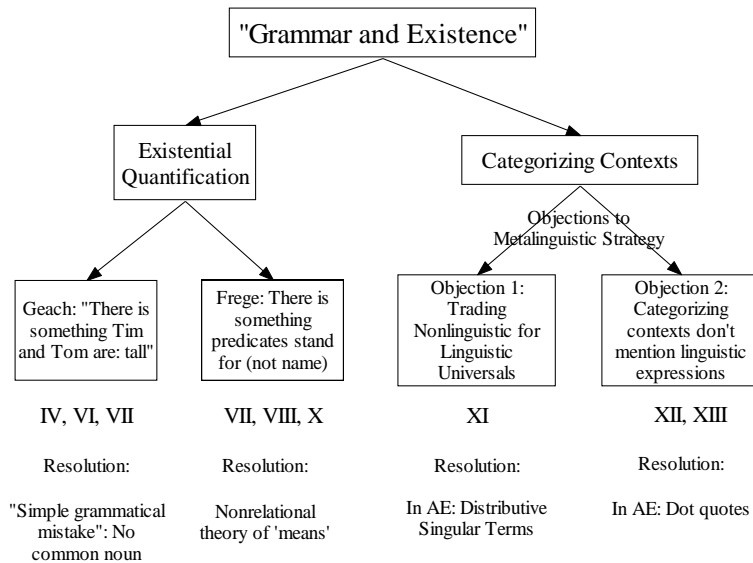 "Grammar and Existence"
Existential
Quantification
Categorizing Contexts
Objections to
Metalinguistic Strategy
Geach: "There is
something Tim
and Tom are: tall"
Frege: There is
something
predicates stand
for (not name)
Objection 1:
Trading
Nonlinguistic for
Linguistic
Universals
Objection 2:
Categorizing
contexts don't
mention linguistic
expressions
IV, VI, VII
VII, VIII, X
XI
XII, XIII
Resolution:
Resolution:
Resolution:
Resolution:
"Simple grammatical
mistake": No
common noun
Nonrelational
theory of 'means'
In AE: Distributive
Singular Terms
In AE: Dot quotes